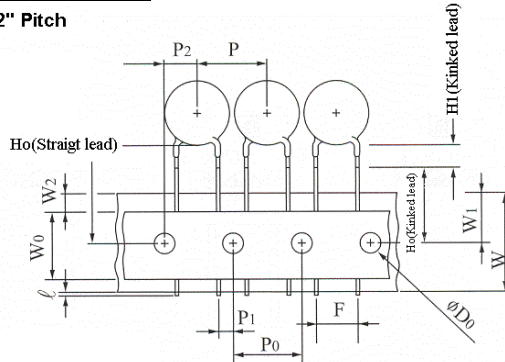 2" Pitch
P2
P
H1(Kinked lead)
Ho(Straigt lead)
W2
W0
ℓ
Ho(Kinked lead)
W1
W
P1
P0
F
øD0